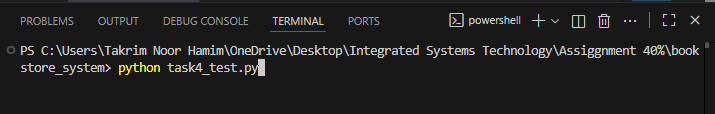 PROBLEMS OUTPUT DEBUG CONSOLE TERMINAL PORTS powershell
PS C:\Users\Takrim Noor Hamim\OneDrive\Desktop\Integrated Systems Technology\Assiggnment 40%\book
store_system> python task4_test.py